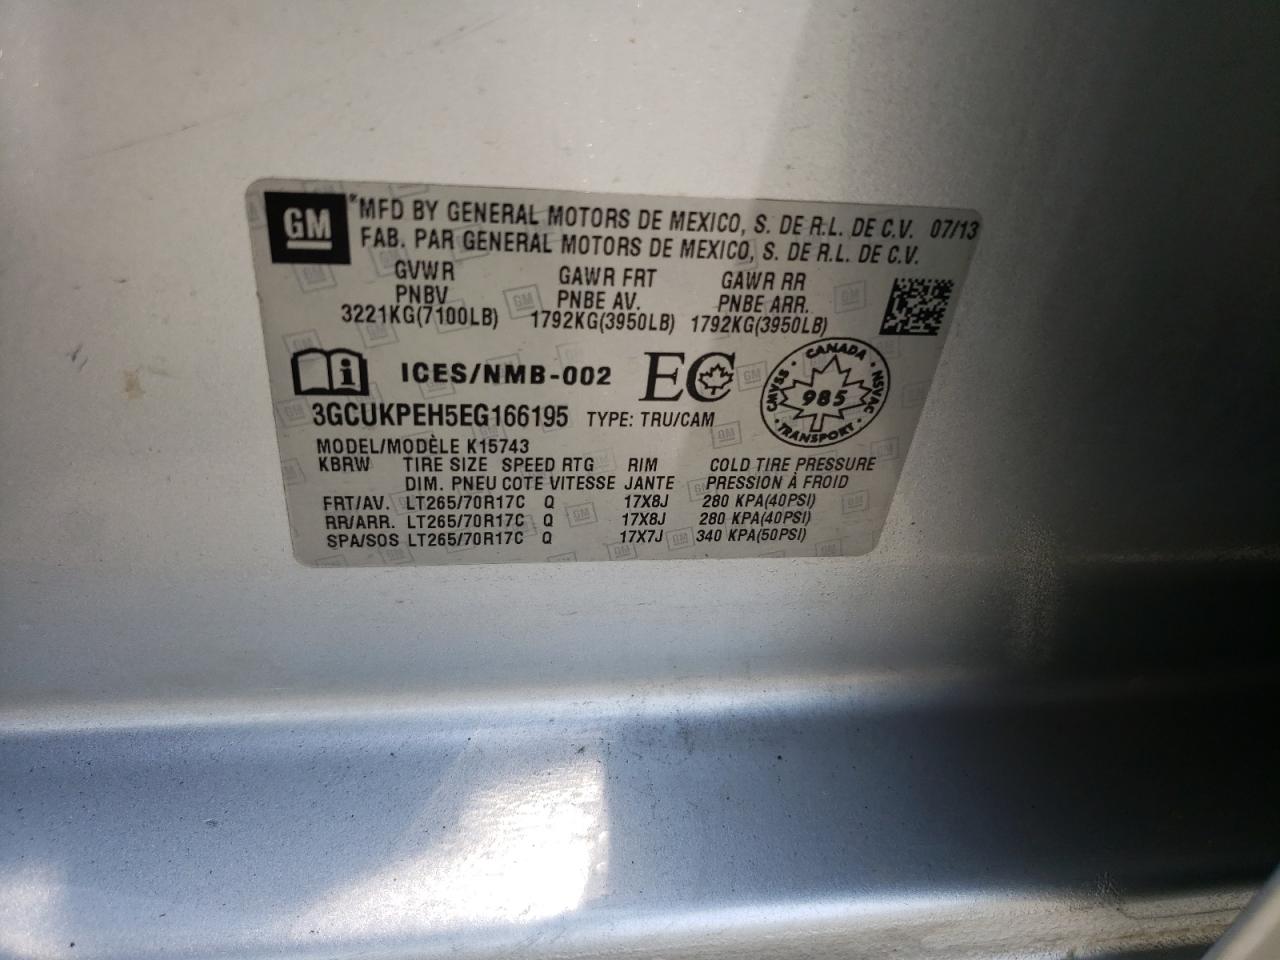 GM
*MFD BY GENERAL MOTORS DE MEXICO, S. DE R.L. DE C.V. 07/13
FAB. PAR GENERAL MOTORS DE MEXICO, S. DE R.L. DE C.V.
GVWR GAWR FRT GAWR RR
PNBV PNBE AV. PNBE ARR.
3221KG(7100LB) 1792KG(3950LB) 1792KG(3950LB)
i ICES/NMB-002 EC
CANADA
CMVSS 985 NSVAC
TRANSPORT
3GCUKPEH5EG166195 TYPE: TRU/CAM
MODEL/MODÈLE K15743
KBRW TIRE SIZE SPEED RTG RIM COLD TIRE PRESSURE
DIM. PNEU COTE VITESSE JANTE PRESSION À FROID
FRT/AV. LT265/70R17C Q 17X8J 280 KPA(40PSI)
RR/ARR. LT265/70R17C Q 17X8J 280 KPA(40PSI)
SPA/SOS LT265/70R17C Q 17X7J 340 KPA(50PSI)